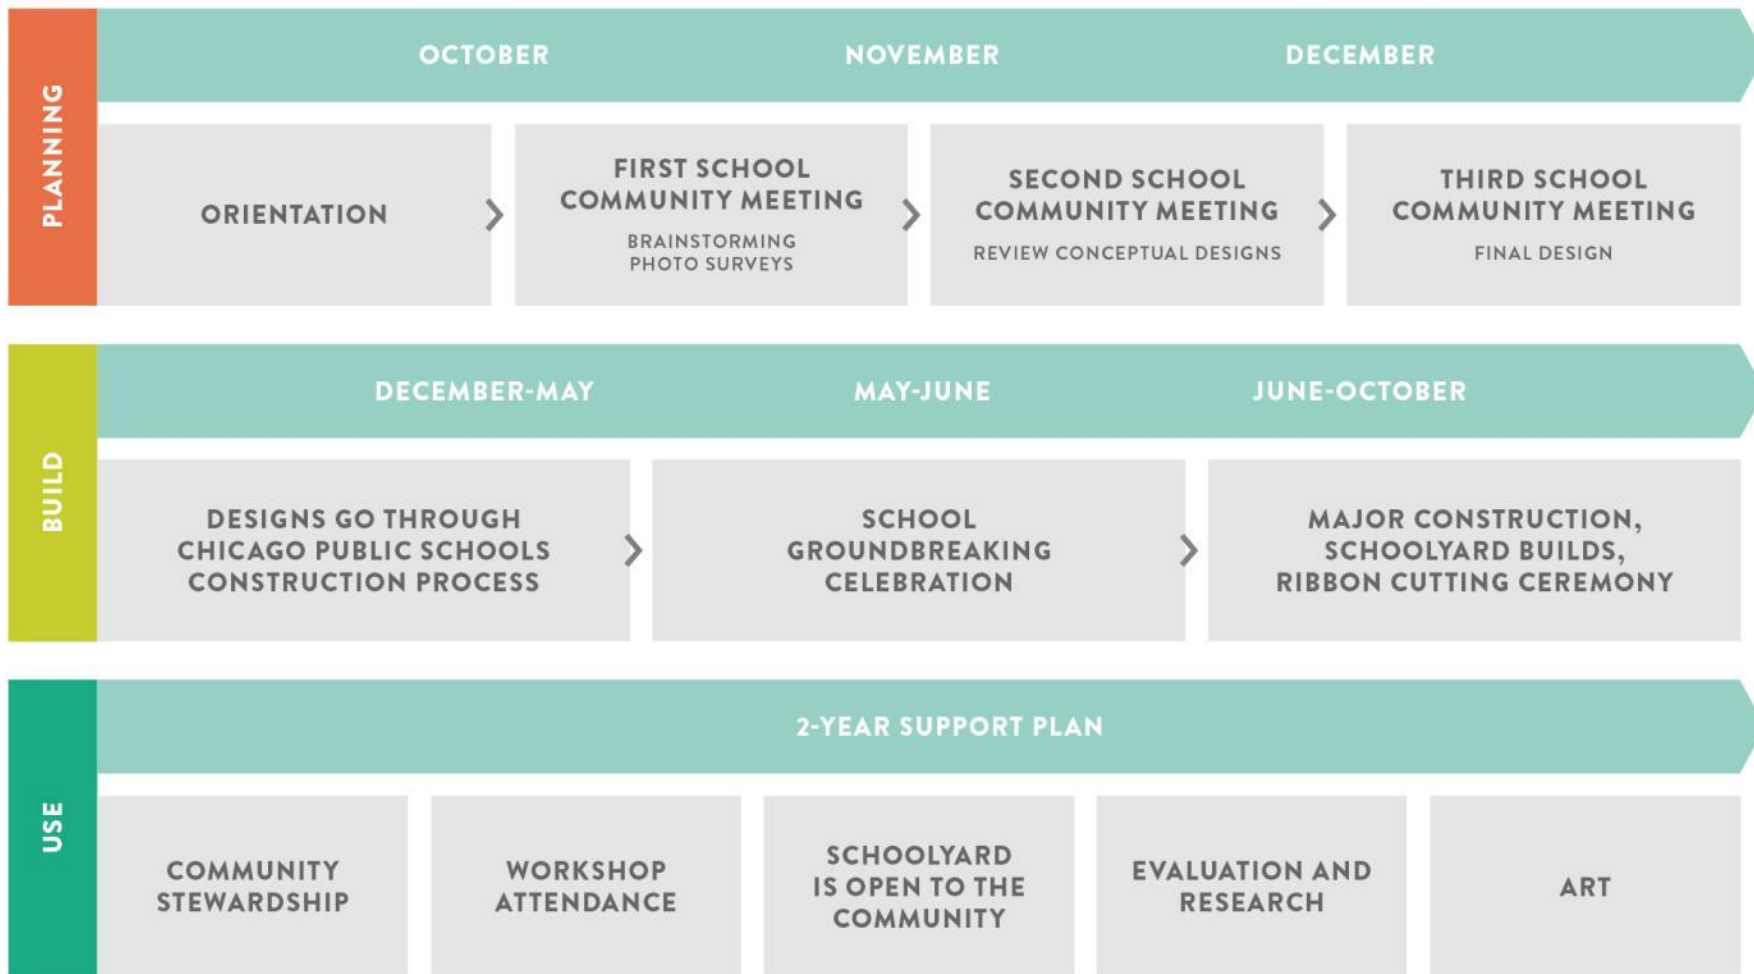 PLANNING
OCTOBER
NOVEMBER
DECEMBER
ORIENTATION
FIRST SCHOOL
COMMUNITY MEETING
BRAINSTORMING
PHOTO SURVEYS
SECOND SCHOOL
COMMUNITY MEETING
REVIEW CONCEPTUAL DESIGNS
THIRD SCHOOL
COMMUNITY MEETING
FINAL DESIGN
BUILD
DECEMBER-MAY
MAY-JUNE
JUNE-OCTOBER
DESIGNS GO THROUGH
CHICAGO PUBLIC SCHOOLS
CONSTRUCTION PROCESS
SCHOOL
GROUNDBREAKING
CELEBRATION
MAJOR CONSTRUCTION,
SCHOOLYARD BUILDS,
RIBBON CUTTING CEREMONY
USE
2-YEAR SUPPORT PLAN
COMMUNITY
STEWARDSHIP
WORKSHOP
ATTENDANCE
SCHOOLYARD
IS OPEN TO THE
COMMUNITY
EVALUATION AND
RESEARCH
ART